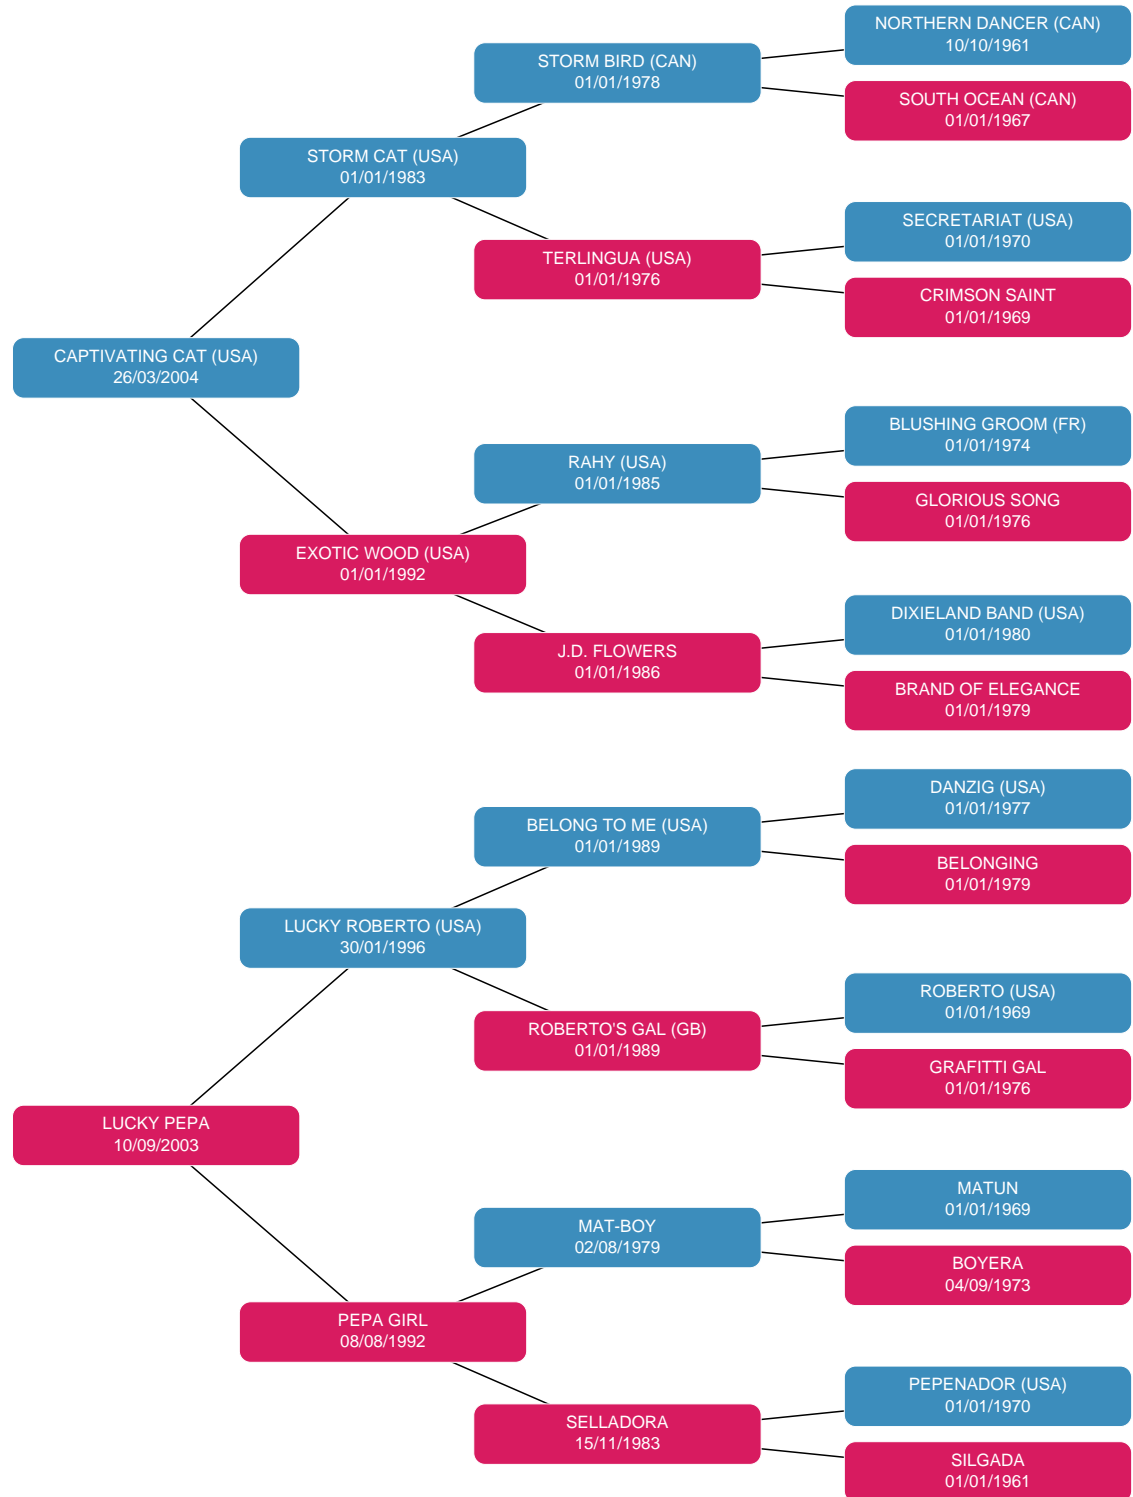 NORTHERN DANCER (CAN)
10/10/1961
STORM BIRD (CAN)
01/01/1978
SOUTH OCEAN (CAN)
01/01/1967
STORM CAT (USA)
01/01/1983
SECRETARIAT (USA)
01/01/1970
TERLINGUA (USA)
01/01/1976
CRIMSON SAINT
01/01/1969
CAPTIVATING CAT (USA)
26/03/2004
BLUSHING GROOM (FR)
01/01/1974
RAHY (USA)
01/01/1985
GLORIOUS SONG
01/01/1976
EXOTIC WOOD (USA)
01/01/1992
DIXIELAND BAND (USA)
01/01/1980
J.D. FLOWERS
01/01/1986
BRAND OF ELEGANCE
01/01/1979
DANZIG (USA)
01/01/1977
BELONG TO ME (USA)
01/01/1989
BELONGING
01/01/1979
LUCKY ROBERTO (USA)
30/01/1996
ROBERTO (USA)
01/01/1969
ROBERTO'S GAL (GB)
01/01/1989
GRAFITTI GAL
01/01/1976
LUCKY PEPA
10/09/2003
MATUN
01/01/1969
MAT-BOY
02/08/1979
BOYERA
04/09/1973
PEPA GIRL
08/08/1992
PEPENADOR (USA)
01/01/1970
SELLADORA
15/11/1983
SILGADA
01/01/1961